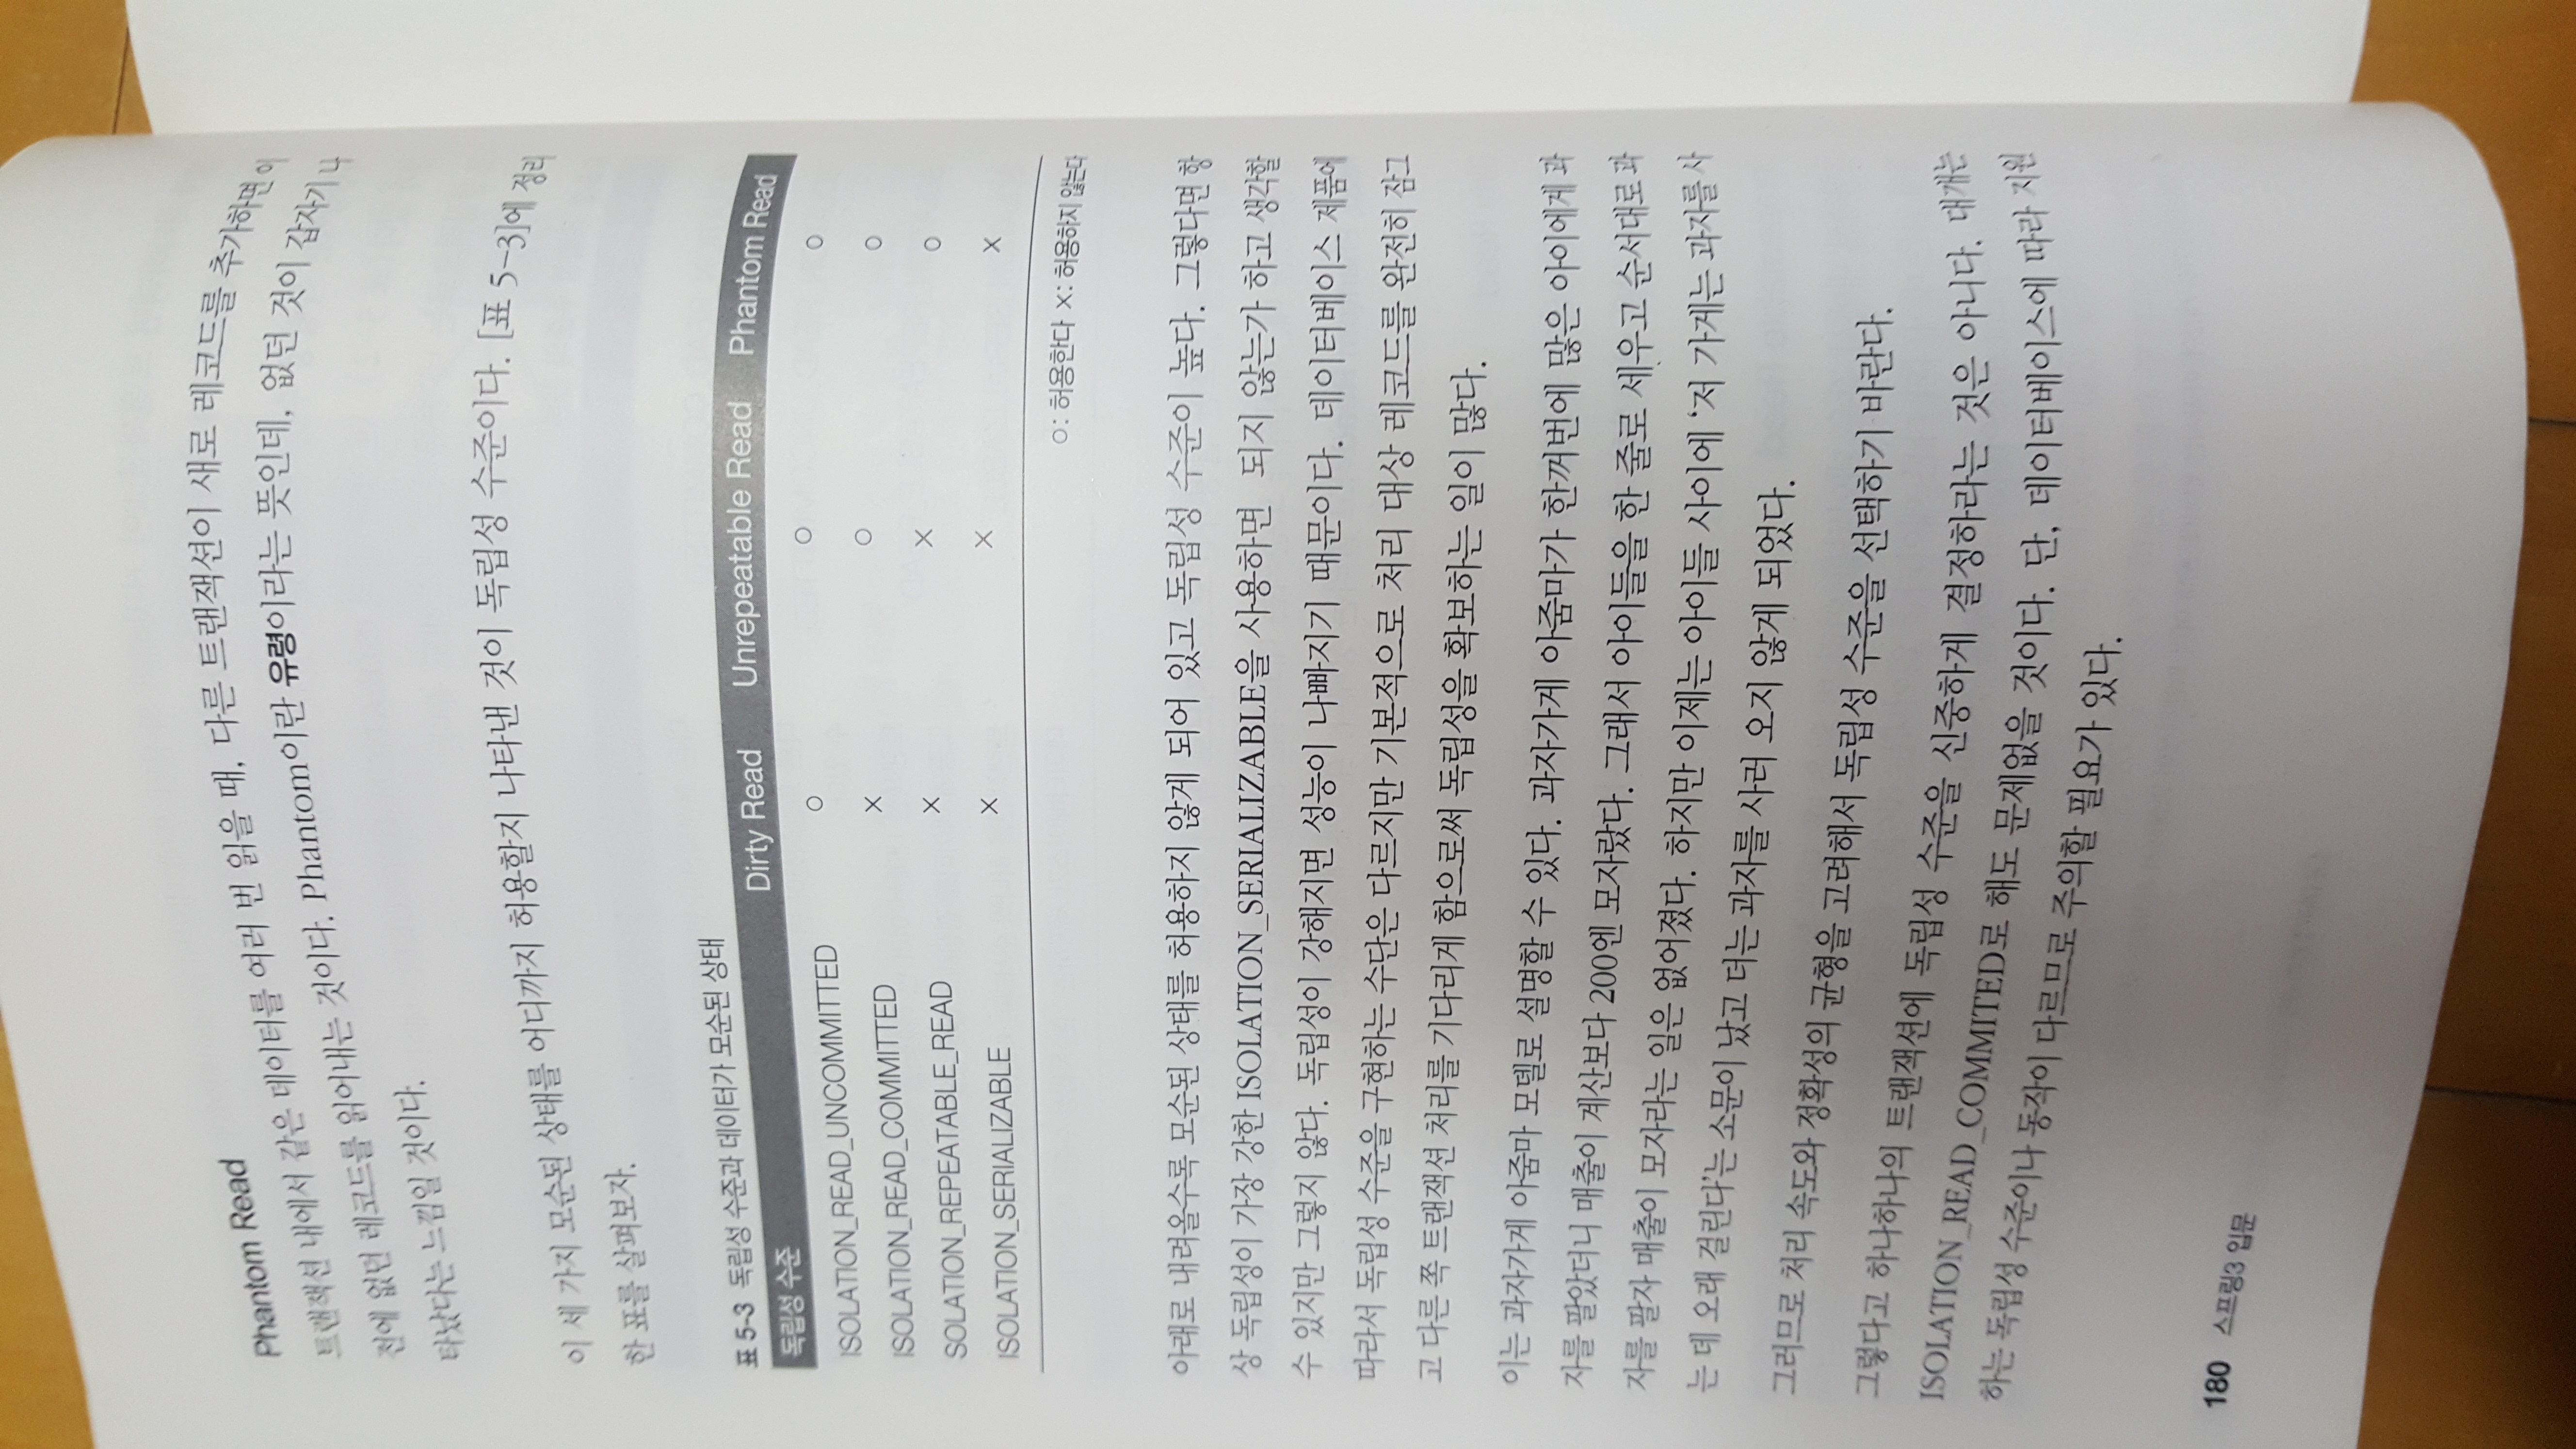 Phantom Read
트랜잭션 내에서 같은 데이터를 여러 번 읽을 때, 다른 트랜잭션이 새로 레코드를 추가하면 이
전에 없던 레코드를 읽어내는 것이다. Phantom이란 유령이라는 뜻인데, 없던 것이 갑자기 나
타났다는 느낌일 것이다.
이 세 가지 모순된 상태를 어디까지 허용할지 나타낸 것이 독립성 수준이다. [표 5-3]에 정리
한 표를 살펴보자.
표 5-3 독립성 수준과 데이터가 모순된 상태
독립성 수준 Dirty Read Unrepeatable Read Phantom Read
ISOLATION_READ_UNCOMMITTED ○ ○ ○
ISOLATION_READ_COMMITTED × ○ ○
SOLATION_REPEATABLE_READ × × ○
ISOLATION_SERIALIZABLE × × ×
○: 허용한다 ×: 허용하지 않는다
아래로 내려올수록 모순된 상태를 허용하지 않게 되어 있고 독립성 수준이 높다. 그렇다면 항
상 독립성이 가장 강한 ISOLATION_SERIALIZABLE을 사용하면 되지 않는가 하고 생각할
수 있지만 그렇지 않다. 독립성이 강해지면 성능이 나빠지기 때문이다. 데이터베이스 제품에
따라서 독립성 수준을 구현하는 수단은 다르지만 기본적으로 처리 대상 레코드를 완전히 잠그
고 다른 쪽 트랜잭션 처리를 기다리게 함으로써 독립성을 확보하는 일이 많다.
이는 과자가게 아줌마 모델로 설명할 수 있다. 과자가게 아줌마가 한꺼번에 많은 아이에게 과
자를 팔았더니 매출이 계산보다 200엔 모자랐다. 그래서 아이들을 한 줄로 세우고 순서대로 과
자를 팔자 매출이 모자라는 일은 없어졌다. 하지만 이제는 아이들 사이에 ‘저 가게는 과자를 사
는 데 오래 걸린다’는 소문이 났고 더는 과자를 사러 오지 않게 되었다.
그러므로 처리 속도와 정확성의 균형을 고려해서 독립성 수준을 선택하기 바란다.
그렇다고 하나하나의 트랜잭션에 독립성 수준을 신중하게 결정하라는 것은 아니다. 대개는
ISOLATION_READ_COMMITED로 해도 문제없을 것이다. 단, 데이터베이스에 따라 지원
하는 독립성 수준이나 동작이 다르므로 주의할 필요가 있다.
180 스프링3 입문